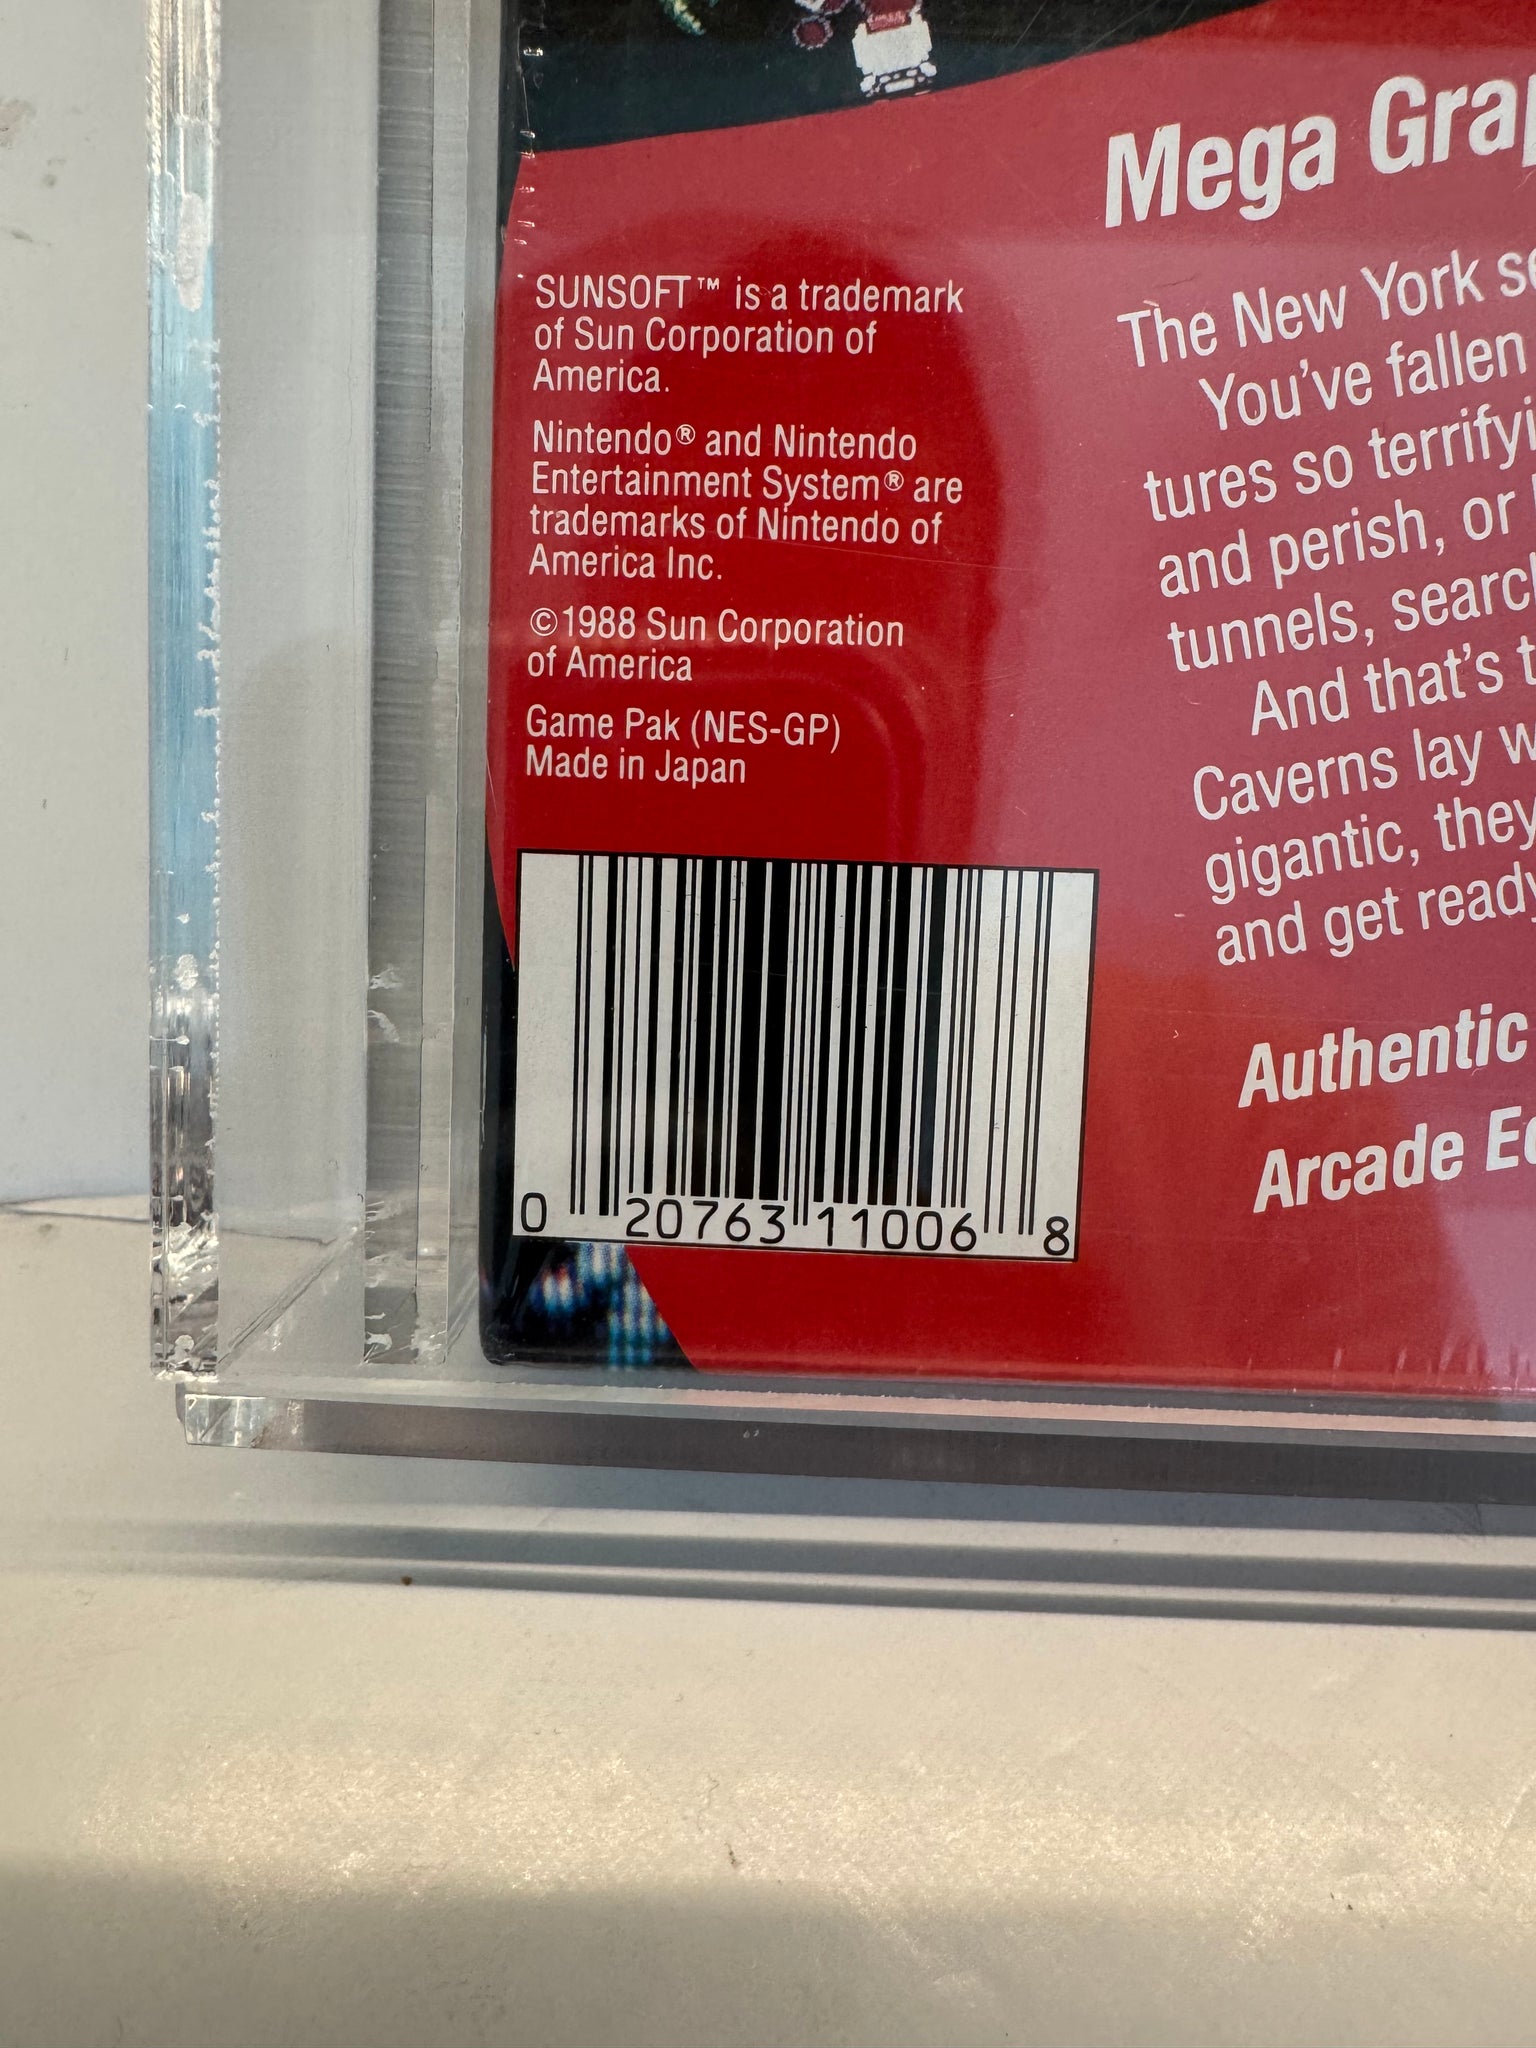 SUNSOFT™ is a trademark
of Sun Corporation of
America.
Nintendo® and Nintendo
Entertainment System® are
trademarks of Nintendo of
America Inc.
©1988 Sun Corporation
of America
Game Pak (NES-GP)
Made in Japan
0 20763 11006 8
Mega
The New York
You've fallen
tures so
and perish, or
tunnels,
And that's
Caverns lay
gigantic, they
and get ready
Authentic
Arcade